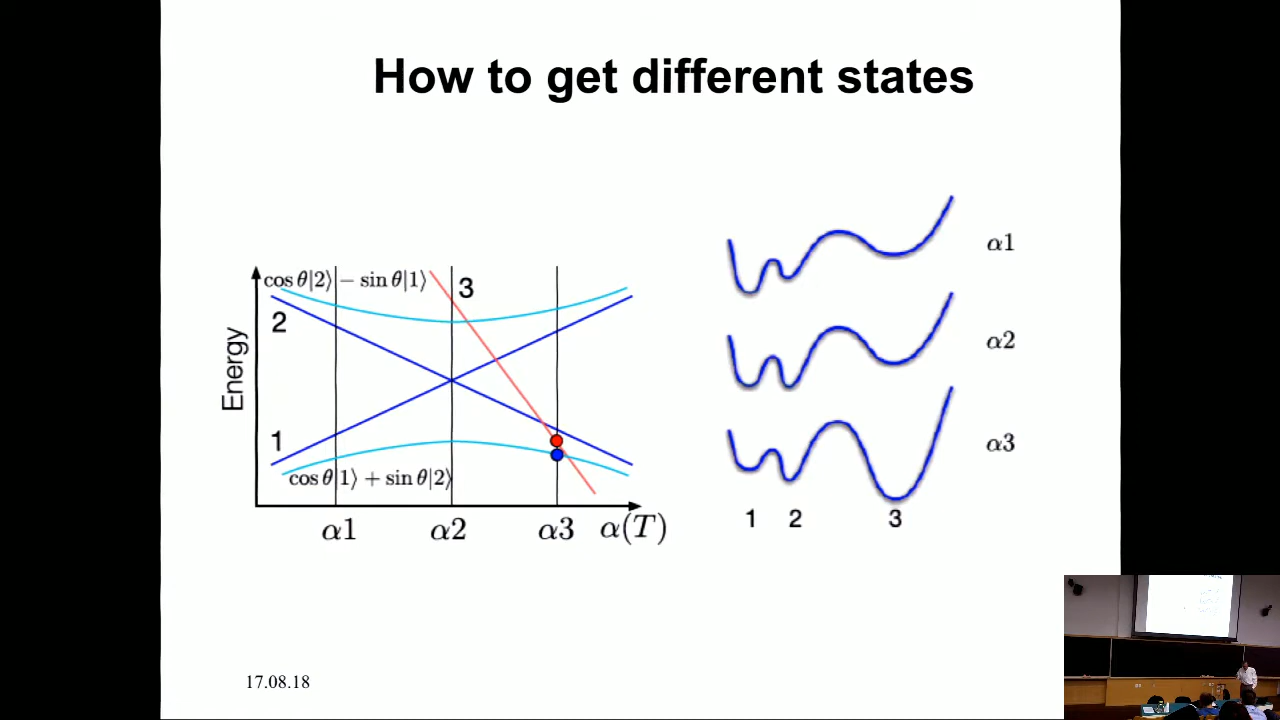 How to get different states
cos θ|2⟩ − sin θ|1⟩
3
2
Energy
1
cos θ|1⟩ + sin θ|2⟩
α1 α2 α3 α(T)
α1
α2
α3
1 2 3
17.08.18